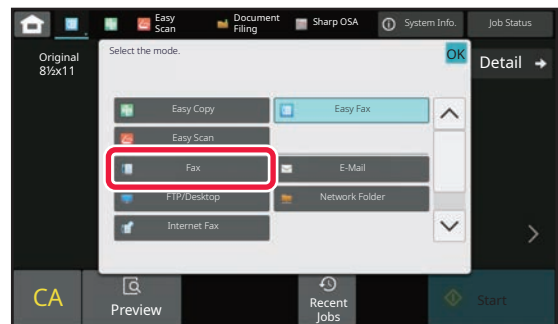 Easy
Scan
Document
Filing
Sharp OSA
System Info.
Job Status
Original
8½x11
Select the mode.
OK
Detail
Easy Copy
Easy Fax
Easy Scan
Fax
E-Mail
FTP/Desktop
Network Folder
Internet Fax
CA
Preview
Recent
Jobs
Start